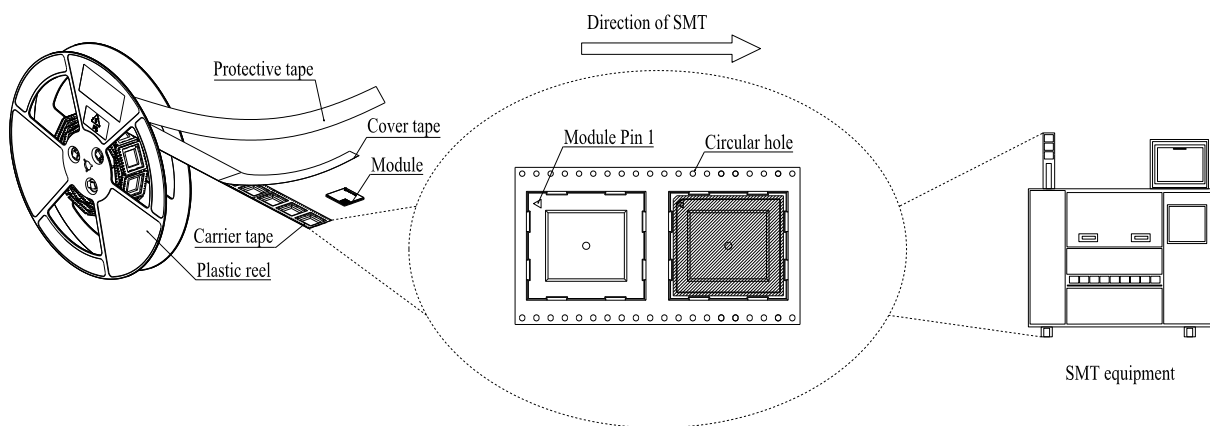 Direction of SMT
Protective tape
Cover tape
Module
Module Pin 1
Circular hole
Carrier tape
Plastic reel
SMT equipment